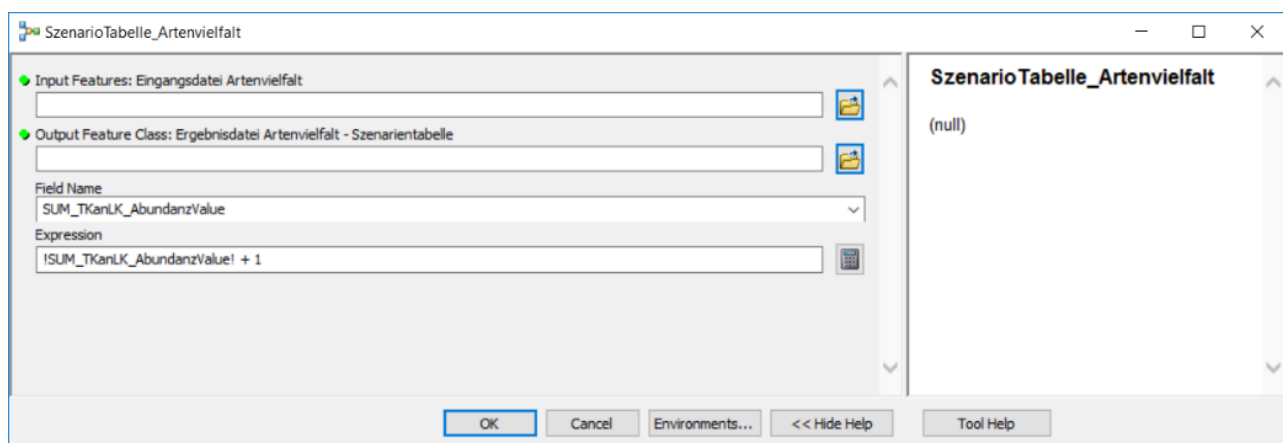 SzenarioTabelle_Artenvielfalt
Input Features: Eingangsdatei Artenvielfalt
Output Feature Class: Ergebnisdatei Artenvielfalt - Szenarientabelle
Field Name
SUM_TKanLK_AbundanzValue
Expression
!SUM_TKanLK_AbundanzValue! + 1
SzenarioTabelle_Artenvielfalt
(null)
OK Cancel Environments... << Hide Help Tool Help